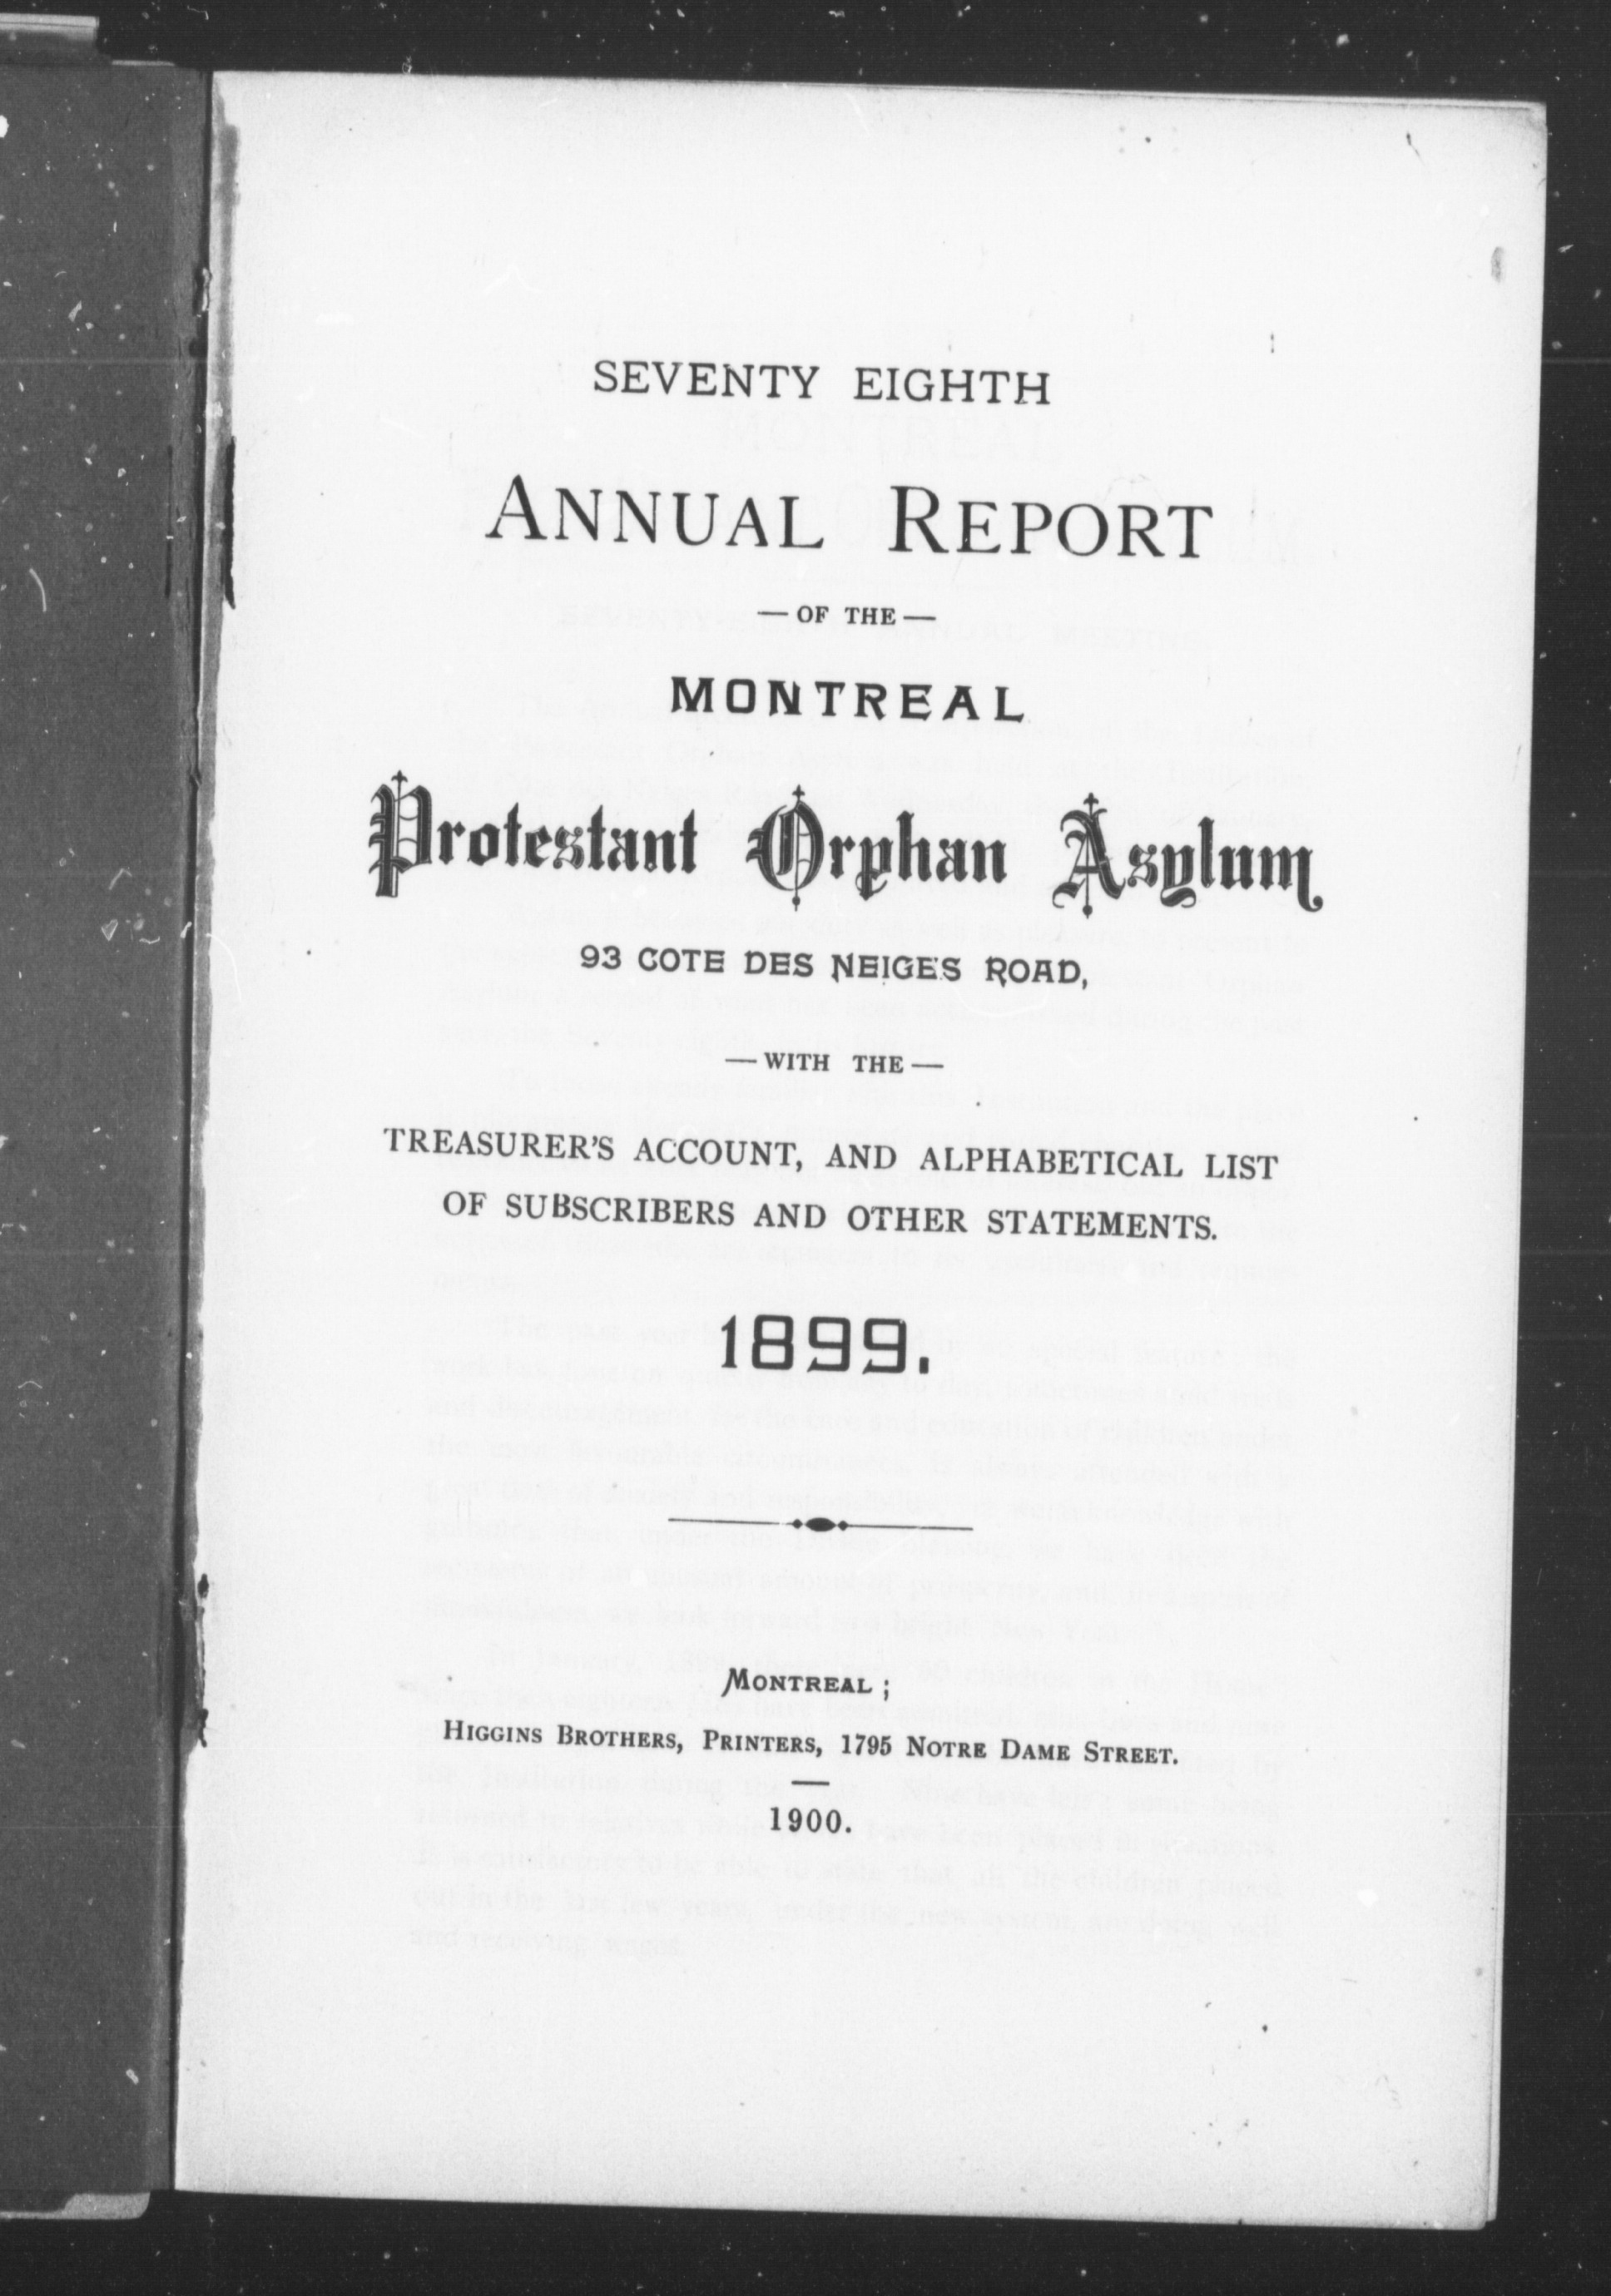 SEVENTY EIGHTH
ANNUAL REPORT
— OF THE —
MONTREAL
Protestant Orphan Asylum
93 COTE DES NEIGES ROAD,
— WITH THE —
TREASURER'S ACCOUNT, AND ALPHABETICAL LIST
OF SUBSCRIBERS AND OTHER STATEMENTS.
1899.
MONTREAL ;
HIGGINS BROTHERS, PRINTERS, 1795 NOTRE DAME STREET.
1900.